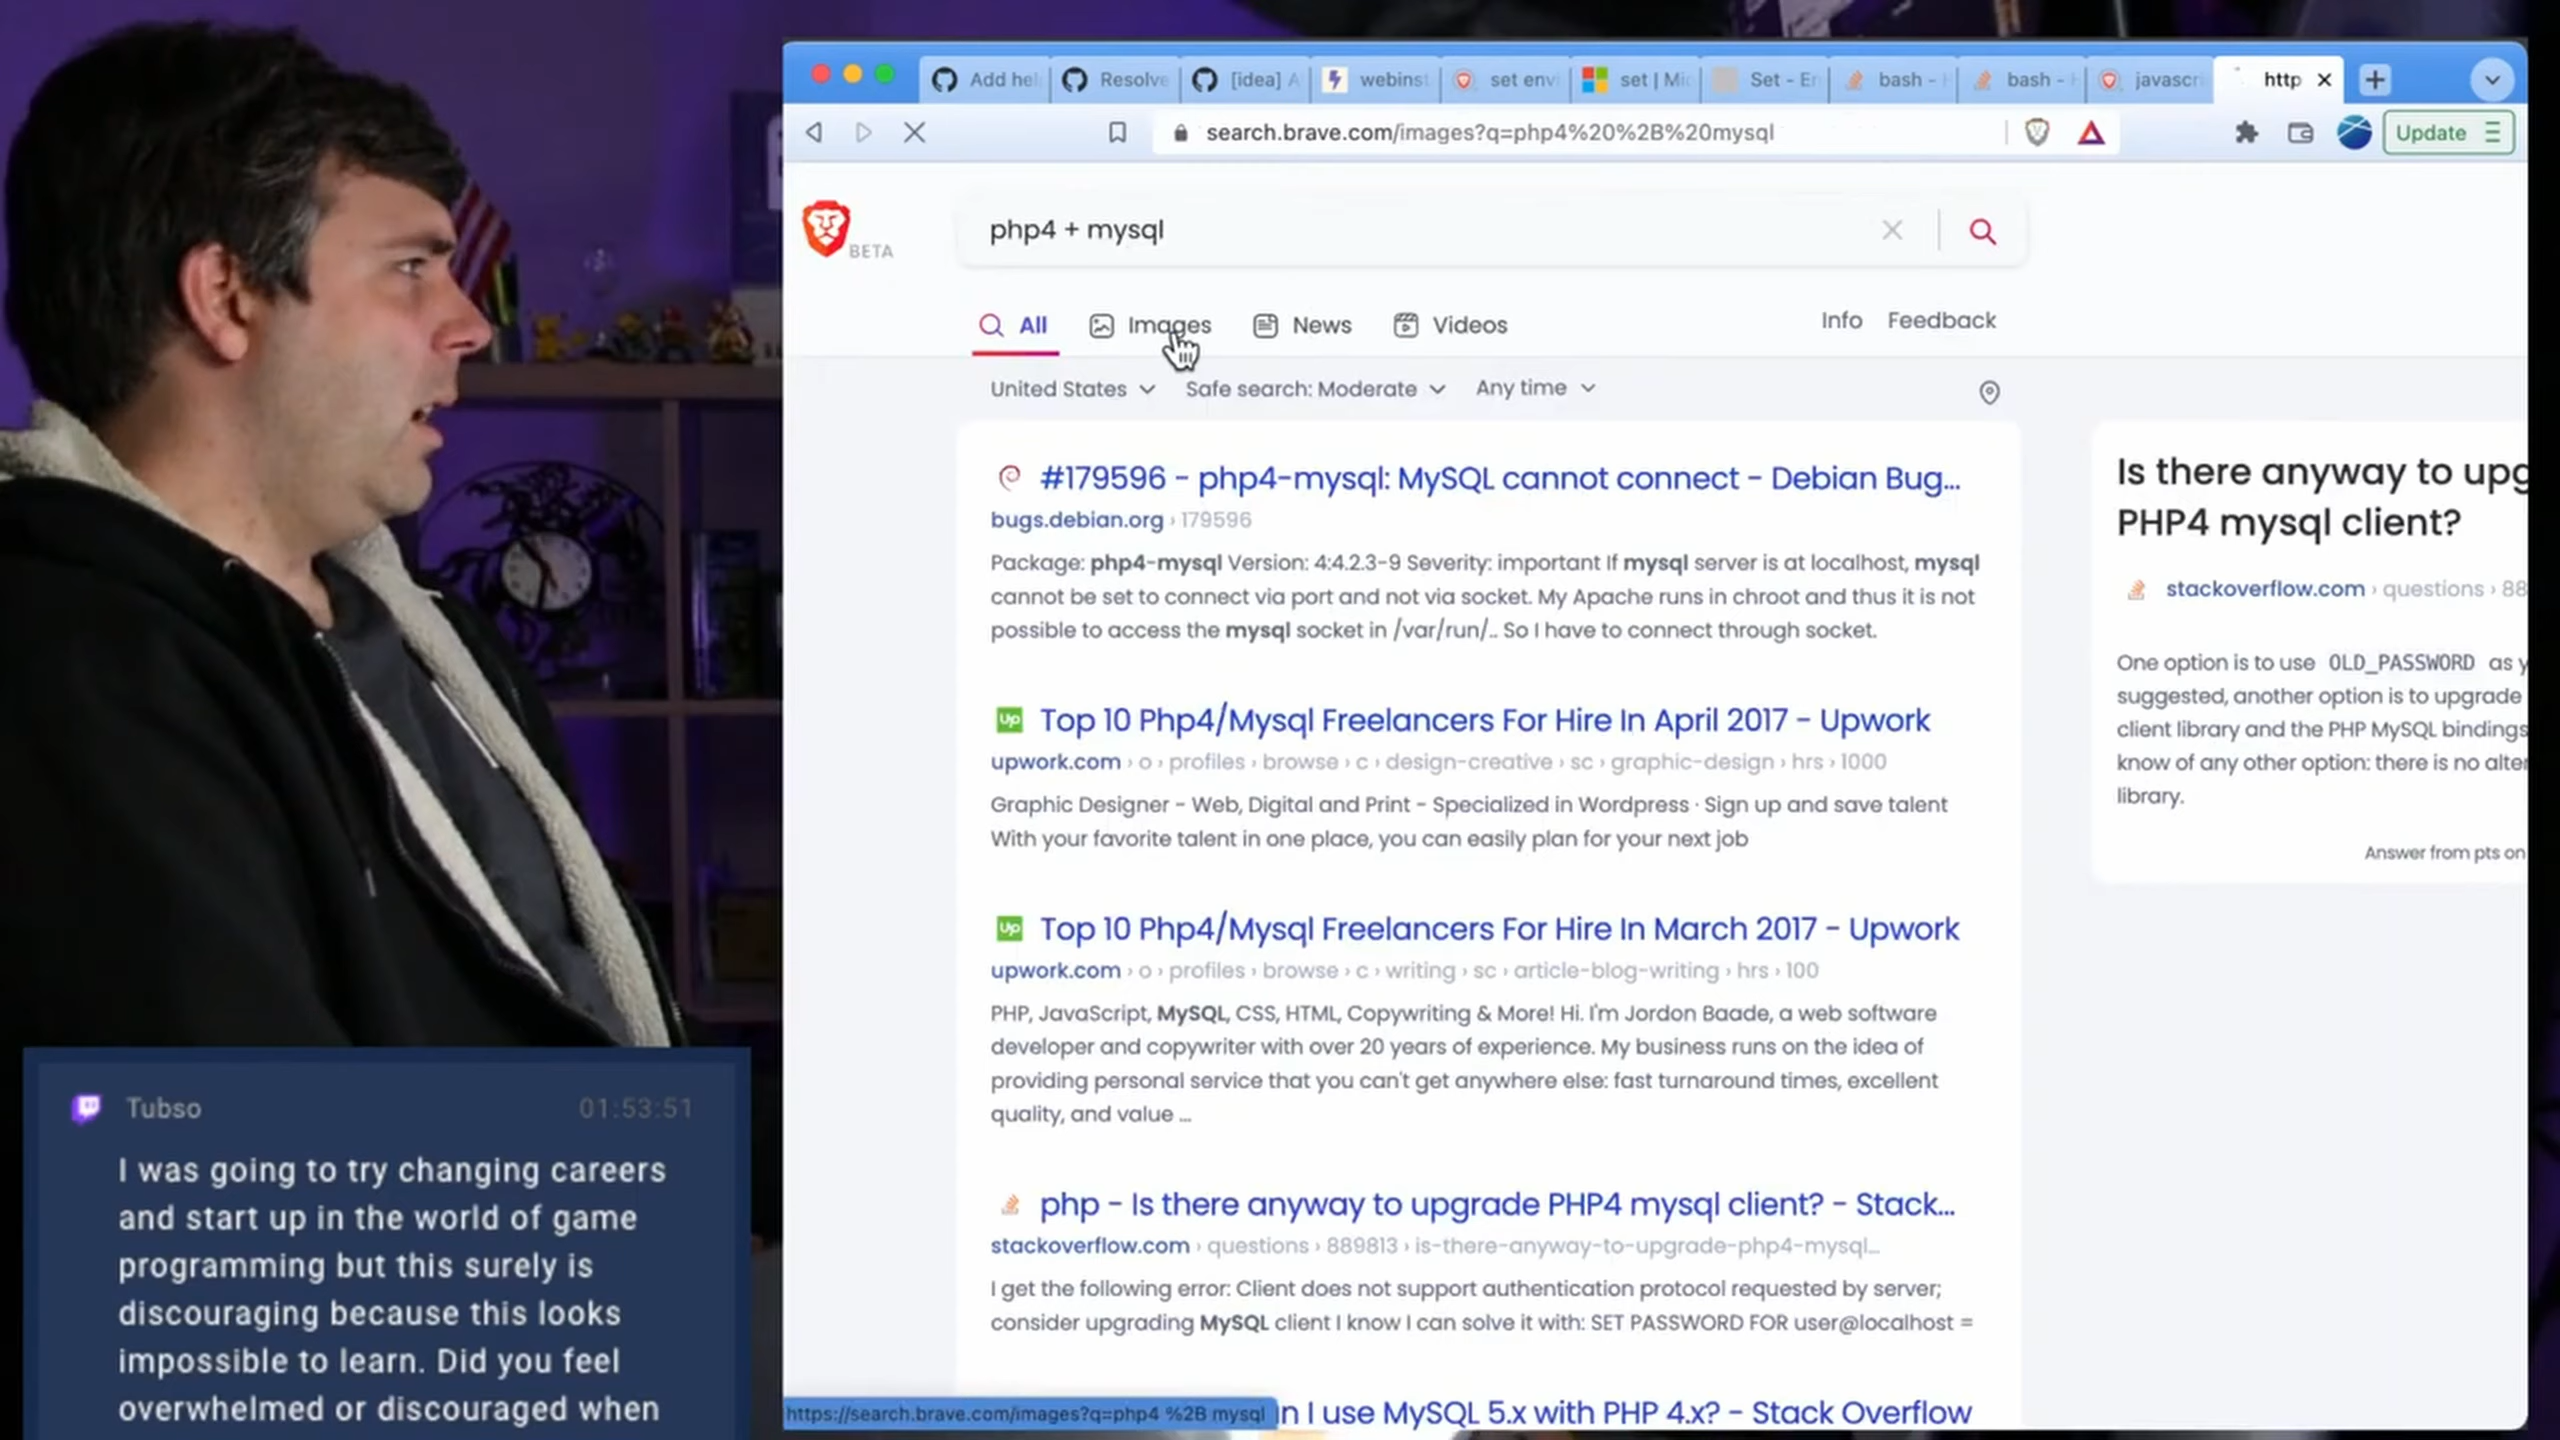 Add hel
Resolve
[idea] A
webinst
set envi
set | Mic
Set - En
bash - H
bash - H
javascri
http
search.brave.com/images?q=php4%20%2B%20mysql
Update
BETA
php4 + mysql
All
Images
News
Videos
Info
Feedback
United States
Safe search: Moderate
Any time
#179596 - php4-mysql: MySQL cannot connect - Debian Bug...
bugs.debian.org › 179596
Package: php4-mysql Version: 4:4.2.3-9 Severity: important If mysql server is at localhost, mysql
cannot be set to connect via port and not via socket. My Apache runs in chroot and thus it is not
possible to access the mysql socket in /var/run/.. So I have to connect through socket.
Up Top 10 Php4/Mysql Freelancers For Hire In April 2017 - Upwork
upwork.com › o › profiles › browse › c › design-creative › sc › graphic-design › hrs › 1000
Graphic Designer - Web, Digital and Print - Specialized in Wordpress · Sign up and save talent
With your favorite talent in one place, you can easily plan for your next job
Up Top 10 Php4/Mysql Freelancers For Hire In March 2017 - Upwork
upwork.com › o › profiles › browse › c › writing › sc › article-blog-writing › hrs › 100
PHP, JavaScript, MySQL, CSS, HTML, Copywriting & More! Hi. I'm Jordon Baade, a web software
developer and copywriter with over 20 years of experience. My business runs on the idea of
providing personal service that you can't get anywhere else: fast turnaround times, excellent
quality, and value ...
php - Is there anyway to upgrade PHP4 mysql client? - Stack...
stackoverflow.com › questions › 889813 › is-there-anyway-to-upgrade-php4-mysql...
I get the following error: Client does not support authentication protocol requested by server;
consider upgrading MySQL client I know I can solve it with: SET PASSWORD FOR user@localhost =
n I use MySQL 5.x with PHP 4.x? - Stack Overflow
https://search.brave.com/images?q=php4 %2B mysql
Is there anyway to upg
PHP4 mysql client?
stackoverflow.com › questions › 88
One option is to use OLD_PASSWORD as y
suggested, another option is to upgrade
client library and the PHP MySQL bindings
know of any other option: there is no alte
library.
Answer from pts on
Tubso
01:53:51
I was going to try changing careers
and start up in the world of game
programming but this surely is
discouraging because this looks
impossible to learn. Did you feel
overwhelmed or discouraged when